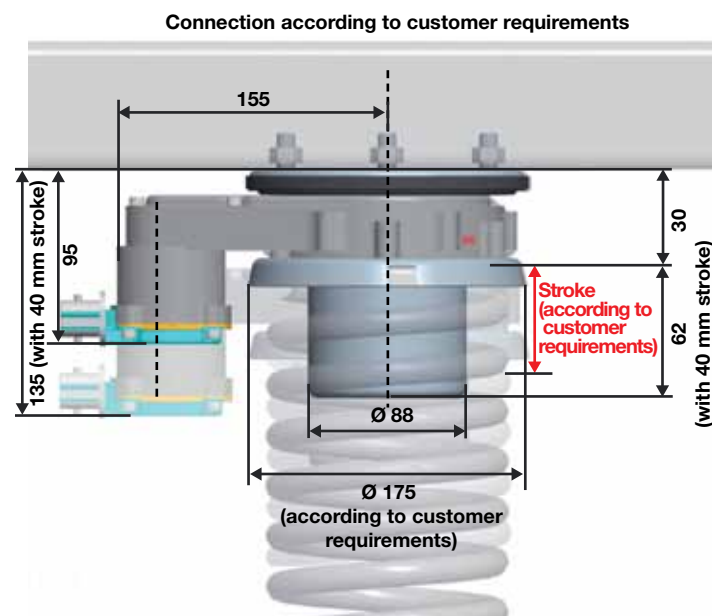 Connection according to customer requirements
155
135 (with 40 mm stroke)
95
30
Stroke
(according to
customer
requirements)
62
(with 40 mm stroke)
Ø 88
Ø 175
(according to customer
requirements)